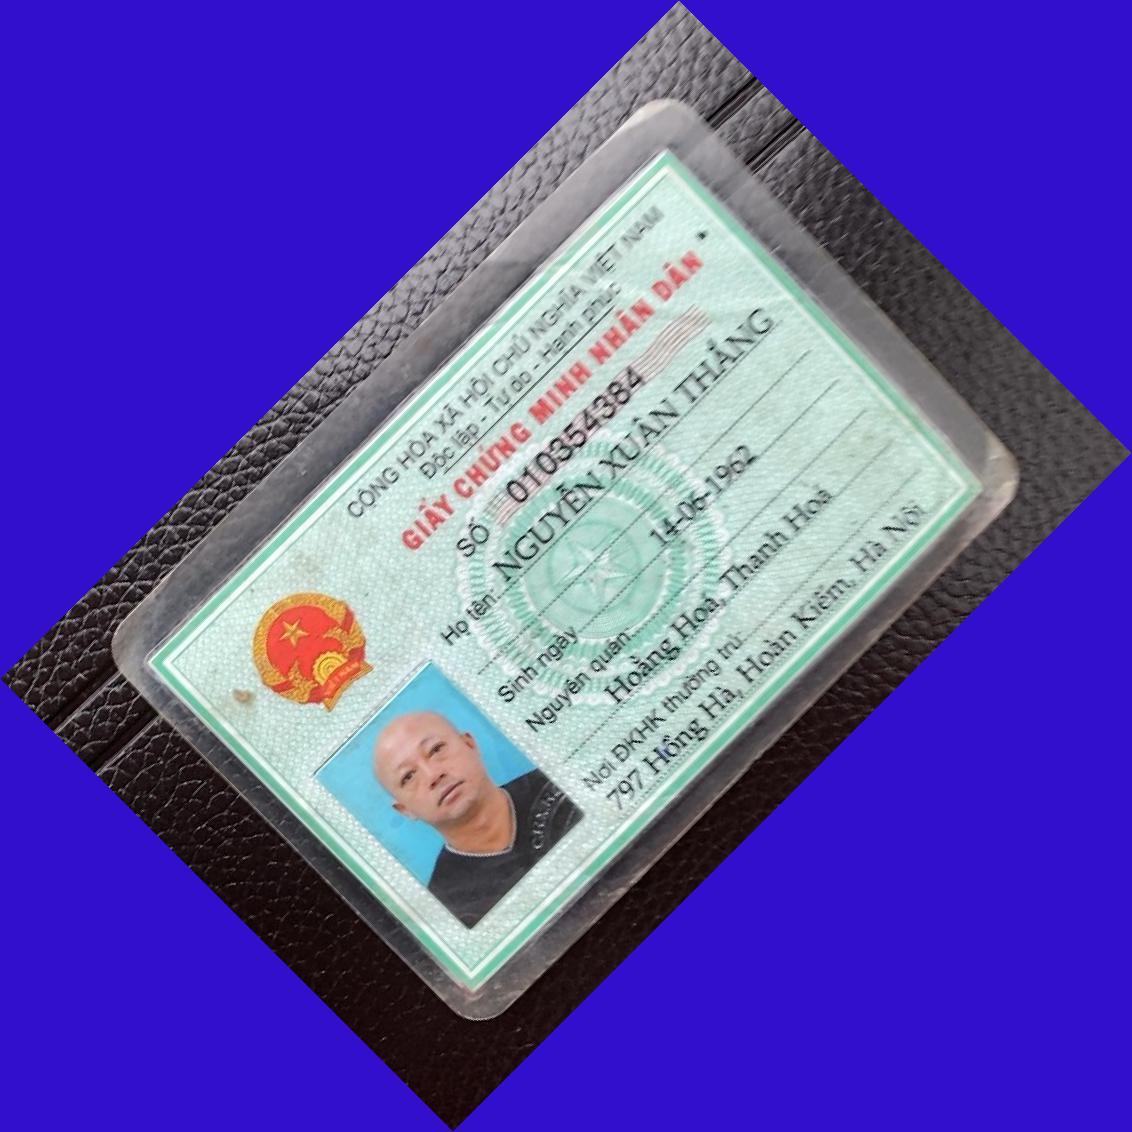 CỘNG HÒA XÃ HỘI CHỦ NGHĨA VIỆT NAM
Độc lập - Tự do - Hạnh phúc
GIẤY CHỨNG MINH NHÂN DÂN
SỐ 010354384
Họ tên: NGUYỄN XUÂN THẮNG
Sinh ngày 14-06-1962
Nguyên quán
Hoằng Hoá, Thanh Hoá
Nơi ĐKHK thường trú:
797 Hồng Hà, Hoàn Kiếm, Hà Nội